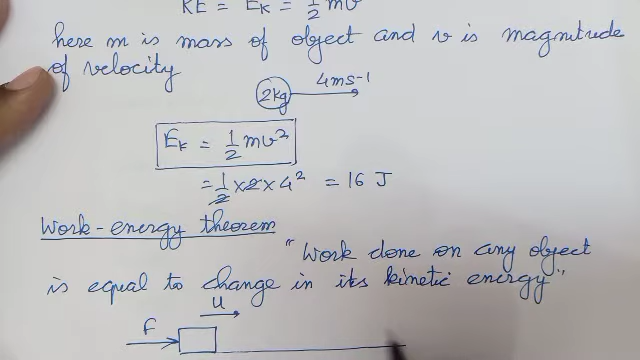 KE = Ek = 1/2 mv
here m is mass of object and v is magnitude
of velocity
4ms-1
2kg
Ek = 1/2 mv²
= 1/2 × 2 × 4² = 16 J
Work-energy theorem
"Work done on any object
is equal to change in its kinetic energy"
u
F